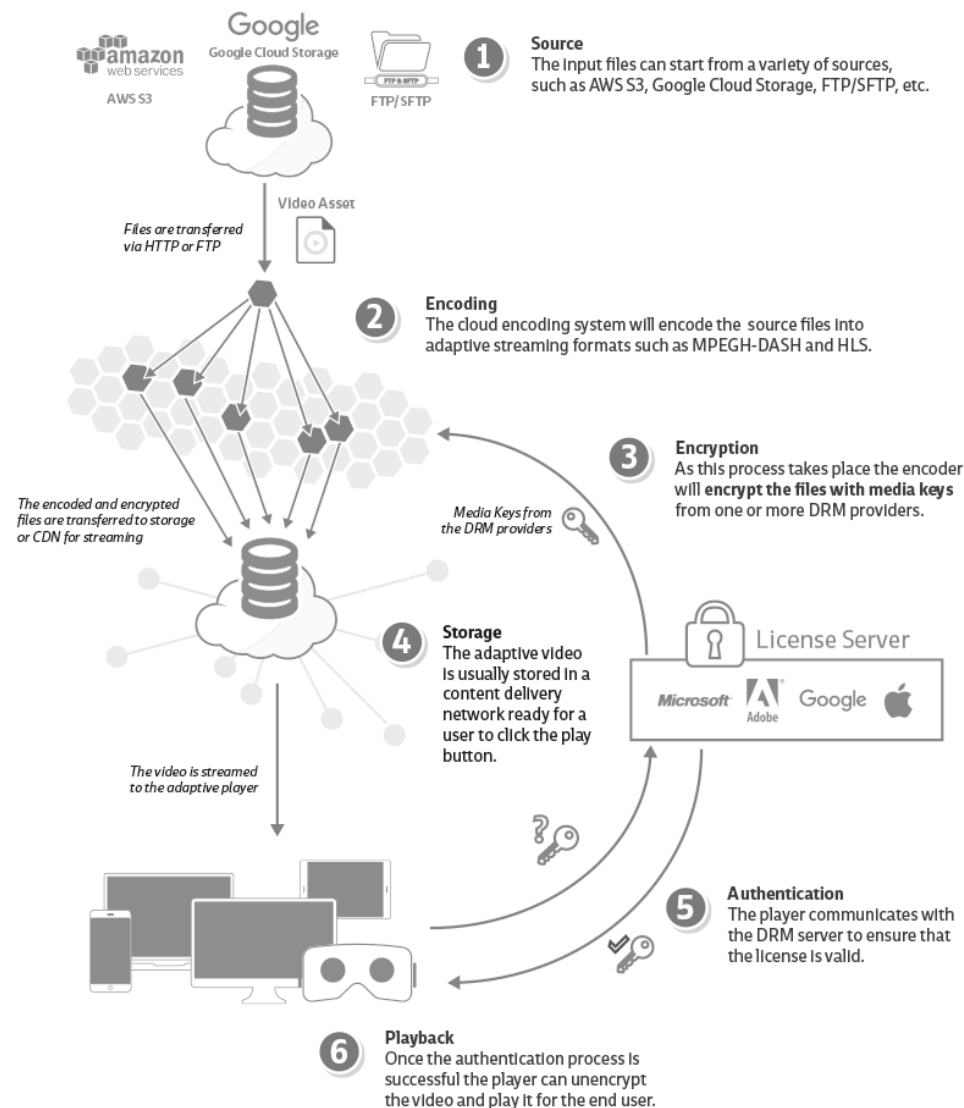 amazon
web services
AWS S3
Google
Google Cloud Storage
FTP & SFTP
FTP/SFTP
1
Source
The input files can start from a variety of sources,
such as AWS S3, Google Cloud Storage, FTP/SFTP, etc.
Video Asset
Files are transferred
via HTTP or FTP
2
Encoding
The cloud encoding system will encode the source files into
adaptive streaming formats such as MPEGH-DASH and HLS.
3
Encryption
As this process takes place the encoder
will encrypt the files with media keys
from one or more DRM providers.
The encoded and encrypted
files are transferred to storage
or CDN for streaming
Media Keys from
the DRM providers
4
Storage
The adaptive video
is usually stored in a
content delivery
network ready for a
user to click the play
button.
License Server
Microsoft
Adobe
Google
The video is streamed
to the adaptive player
?
5
Authentication
The player communicates with
the DRM server to ensure that
the license is valid.
6
Playback
Once the authentication process is
successful the player can unencrypt
the video and play it for the end user.